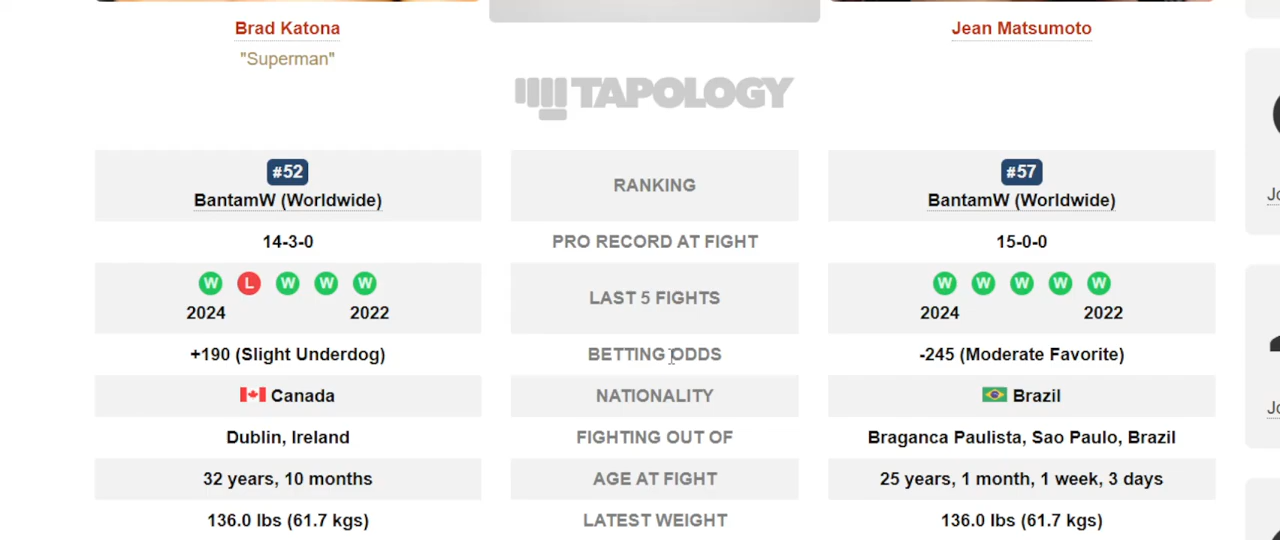 Brad Katona
Jean Matsumoto
"Superman"
TAPOLOGY
#52
BantamW (Worldwide)
RANKING
#57
BantamW (Worldwide)
14-3-0
PRO RECORD AT FIGHT
15-0-0
W L W W W
2024 2022
LAST 5 FIGHTS
W W W W W
2024 2022
+190 (Slight Underdog)
BETTING ODDS
-245 (Moderate Favorite)
Canada
NATIONALITY
Brazil
Dublin, Ireland
FIGHTING OUT OF
Braganca Paulista, Sao Paulo, Brazil
32 years, 10 months
AGE AT FIGHT
25 years, 1 month, 1 week, 3 days
136.0 lbs (61.7 kgs)
LATEST WEIGHT
136.0 lbs (61.7 kgs)